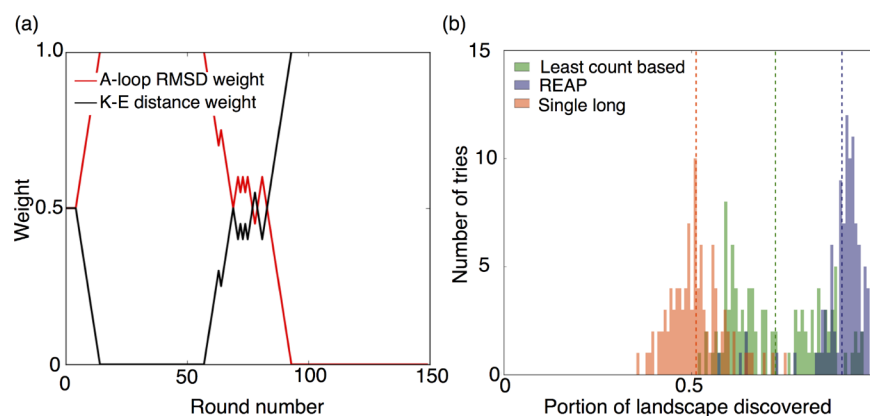 (a)
1.0
A-loop RMSD weight
K-E distance weight
Weight
0.5
0
0
50
100
150
Round number
(b)
15
Least count based
REAP
Single long
Number of tries
10
5
0
0
0.5
Portion of landscape discovered